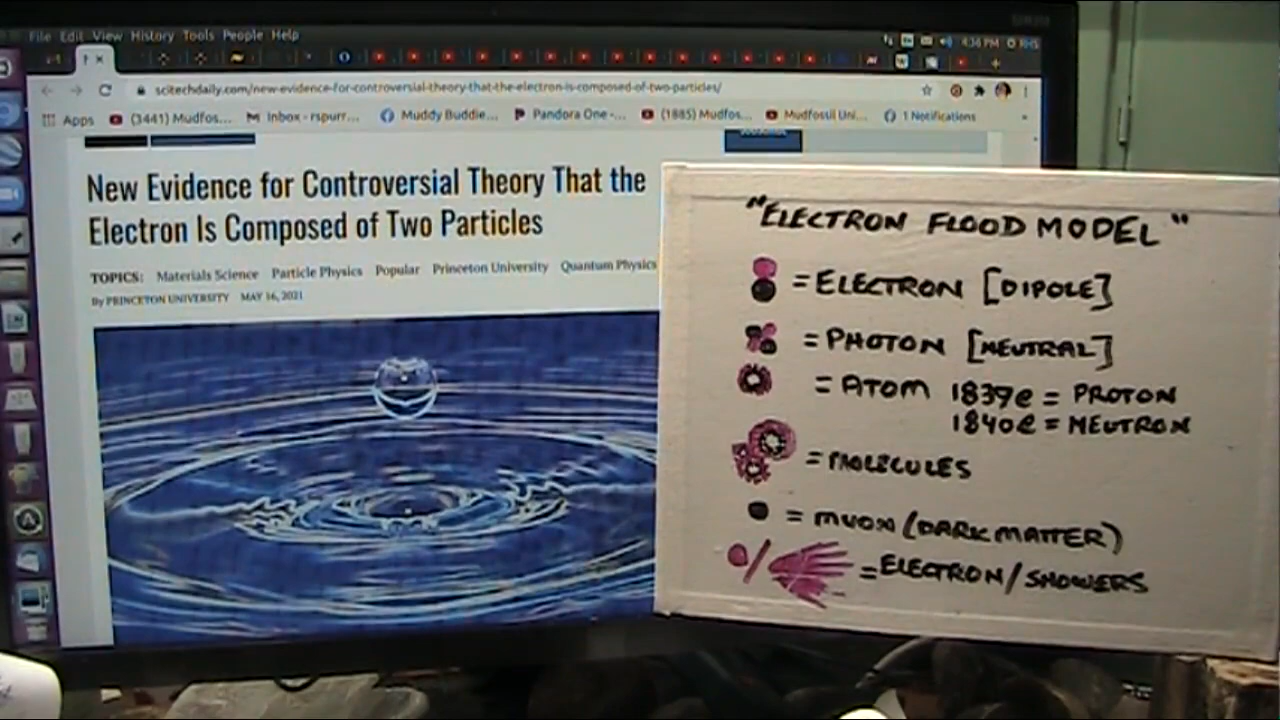 File Edit View History Tools People Help
4:36 PM
scitechdaily.com/new-evidence-for-controversial-theory-that-the-electron-is-composed-of-two-particles/
Apps (3441) Mudfos... Inbox - rspurr... Muddy Buddie... Pandora One -... (1885) Mudfos... Mudfosil Uni... 1 Notifications
New Evidence for Controversial Theory That the
Electron Is Composed of Two Particles
TOPICS: Materials Science Particle Physics Popular Princeton University Quantum Physics
By PRINCETON UNIVERSITY MAY 16, 2021
"ELECTRON FLOOD MODEL"
= ELECTRON [DIPOLE]
= PHOTON [NEUTRAL]
= ATOM 1839e = PROTON
1840e = NEUTRON
= MOLECULES
= MUON (DARK MATTER)
/ = ELECTRON/SHOWERS